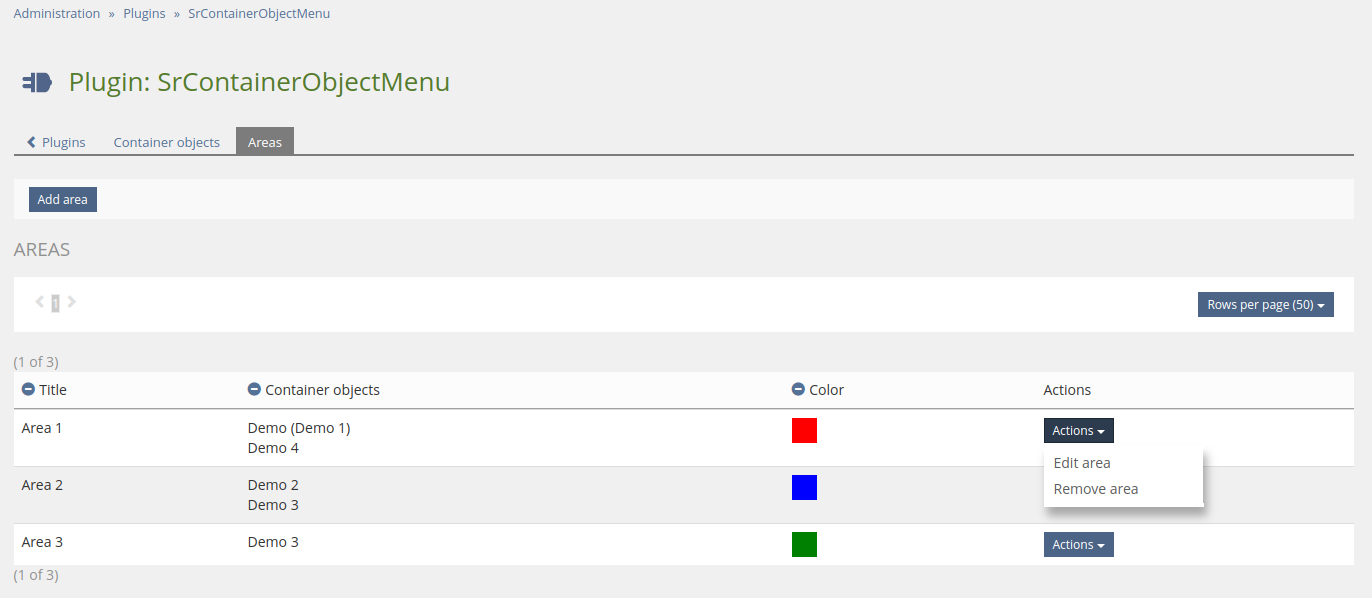 Administration » Plugins » SrContainerObjectMenu
Plugin: SrContainerObjectMenu
Plugins Container objects Areas
Add area
AREAS
1
Rows per page (50)
(1 of 3)
Title Container objects Color Actions
Area 1 Demo (Demo 1) Actions
Demo 4
Edit area
Area 2 Demo 2 Remove area
Demo 3
Area 3 Demo 3 Actions
(1 of 3)